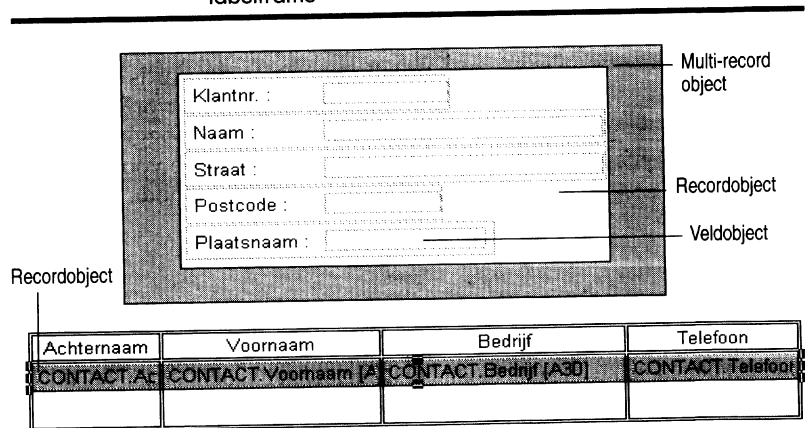 Tabelframe
Multi-record
object
Klantnr. :
Naam :
Straat :
Postcode :
Plaatsnaam :
Recordobject
Veldobject
Recordobject
Achternaam Voornaam Bedrijf Telefoon
CONTACT.Ac CONTACT.Voornaam [A CONTACT.Bedrijf [A30] CONTACT.Telefoon